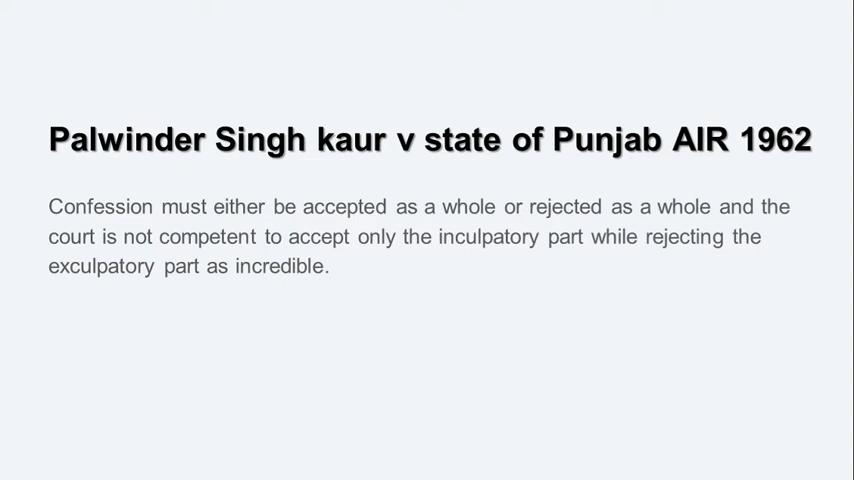 Palwinder Singh kaur v state of Punjab AIR 1962
Confession must either be accepted as a whole or rejected as a whole and the
court is not competent to accept only the inculpatory part while rejecting the
exculpatory part as incredible.